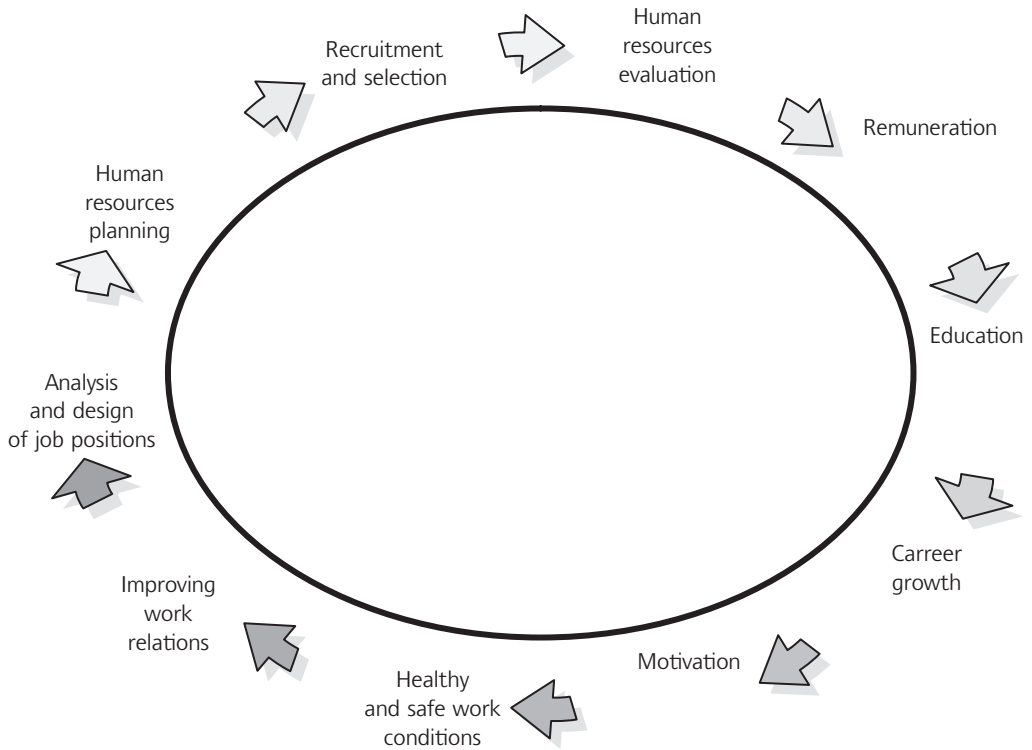 Human
resources
evaluation
Recruitment
and selection
Remuneration
Human
resources
planning
Education
Analysis
and design
of job positions
Carreer
growth
Improving
work
relations
Motivation
Healthy
and safe work
conditions